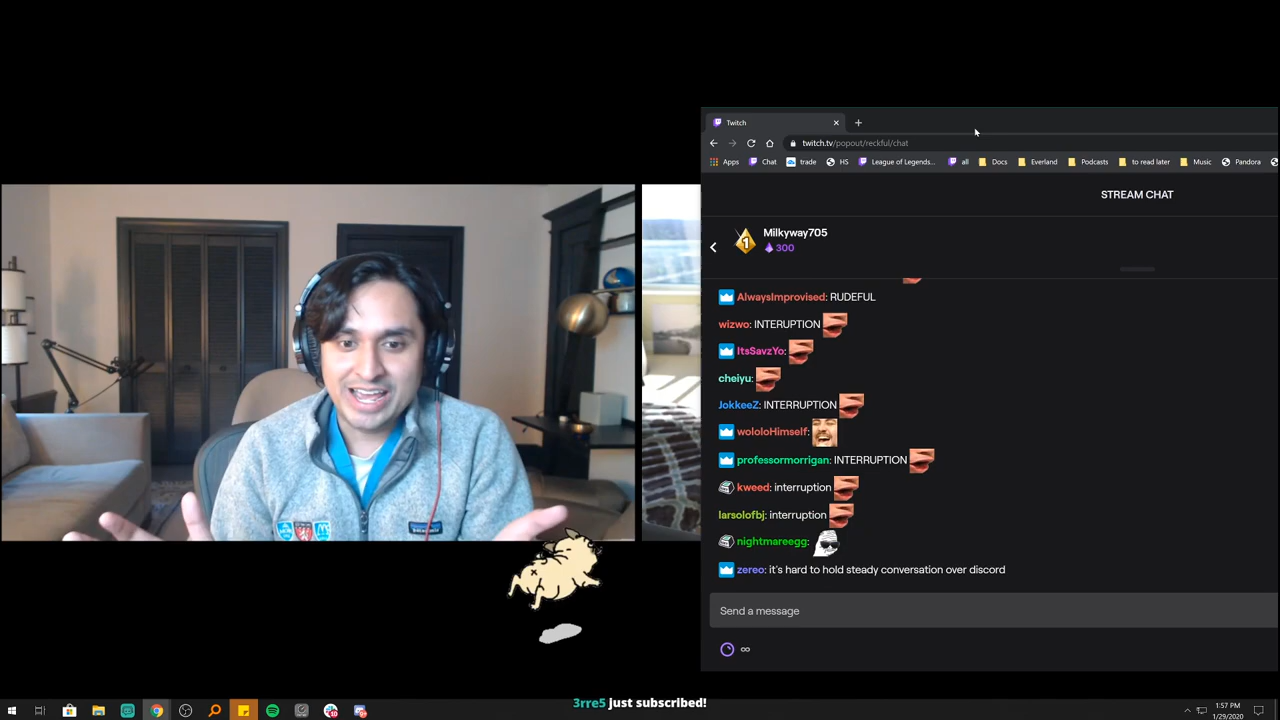 Twitch
twitch.tv/popout/reckful/chat
Apps
Chat
trade
HS
League of Legends...
all
Docs
Everland
Podcasts
to read later
Music
Pandora
STREAM CHAT
1
Milkyway705
300
AlwaysImprovised: RUDEFUL
wizwo: INTERUPTION
ItsSavzYo:
cheiyu:
JokkeeZ: INTERRUPTION
wololoHimself:
professormorrigan: INTERRUPTION
kweed: interruption
larsolofbj: interruption
nightmareegg:
zereo: it's hard to hold steady conversation over discord
Send a message
∞
3rre5 just subscribed!
1:57 PM
1/29/2020